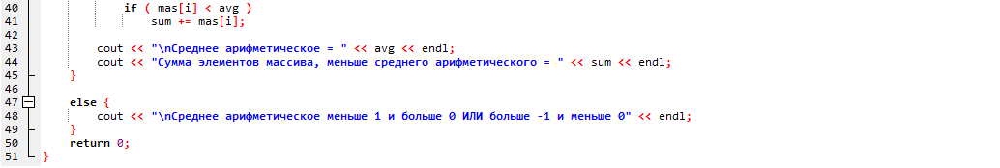 40 if ( mas[i] < avg )
41 sum += mas[i];
42
43 cout << "\nСреднее арифметическое = " << avg << endl;
44 cout << "Сумма элементов массива, меньше среднего арифметического = " << sum << endl;
45 }
46
47 else {
48 cout << "\nСреднее арифметическое меньше 1 и больше 0 ИЛИ больше -1 и меньше 0" << endl;
49 }
50 return 0;
51 }